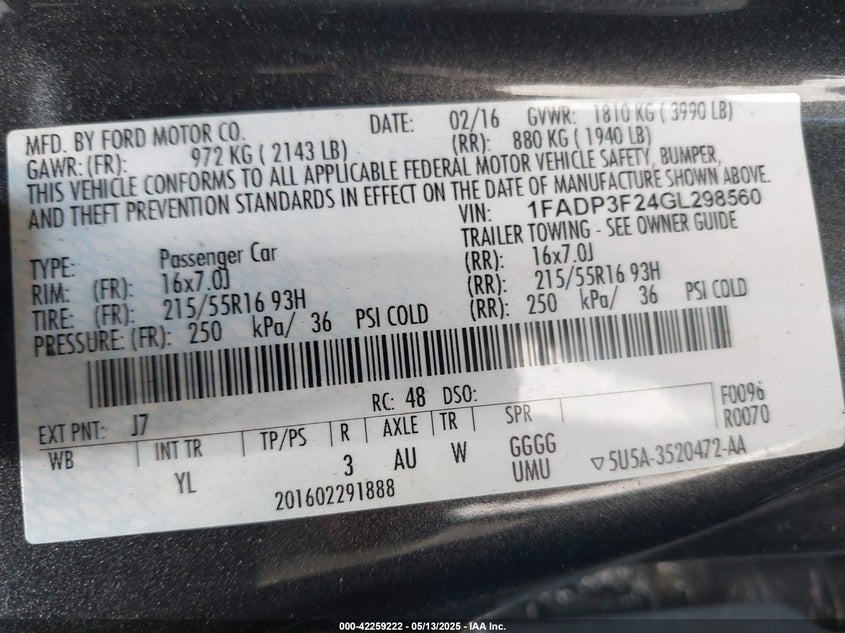 MFD. BY FORD MOTOR CO. DATE: 02/16 GVWR: 1810 KG ( 3990 LB)
GAWR: (FR): 972 KG ( 2143 LB) (RR): 880 KG ( 1940 LB)
THIS VEHICLE CONFORMS TO ALL APPLICABLE FEDERAL MOTOR VEHICLE SAFETY, BUMPER,
AND THEFT PREVENTION STANDARDS IN EFFECT ON THE DATE OF MANUFACTURE SHOWN ABOVE.
VIN: 1FADP3F24GL298560
TYPE: Passenger Car TRAILER TOWING - SEE OWNER GUIDE
RIM: (FR): 16x7.0J (RR): 16x7.0J
TIRE: (FR): 215/55R16 93H (RR): 215/55R16 93H
PRESSURE: (FR): 250 kPa/ 36 PSI COLD (RR): 250 kPa/ 36 PSI COLD
RC: 48 DSO: F0096
EXT PNT: J7 R0070
WB INT TR TP/PS R AXLE TR SPR
YL 3 AU W GGGG
UMU ▽5U5A-3520472-AA
201602291888
000-42259222 - 05/13/2025 - IAA Inc.